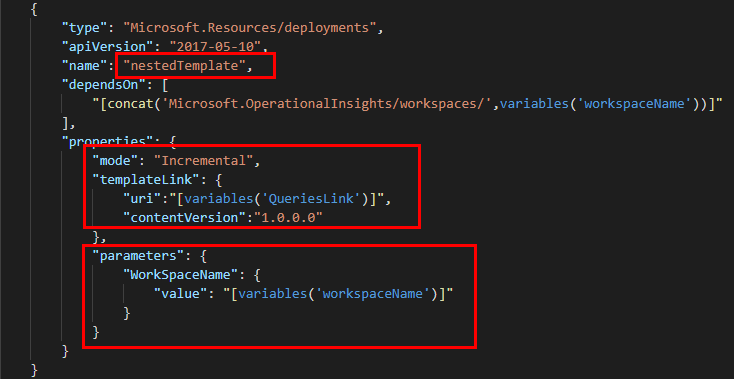 {
"type": "Microsoft.Resources/deployments",
"apiVersion": "2017-05-10",
"name": "nestedTemplate",
"dependsOn": [
"[concat('Microsoft.OperationalInsights/workspaces/',variables('workspaceName'))]"
],
"properties": {
"mode": "Incremental",
"templateLink": {
"uri":"[variables('QueriesLink')]",
"contentVersion":"1.0.0.0"
},
"parameters": {
"WorkSpaceName": {
"value": "[variables('workspaceName')]"
}
}
}
}